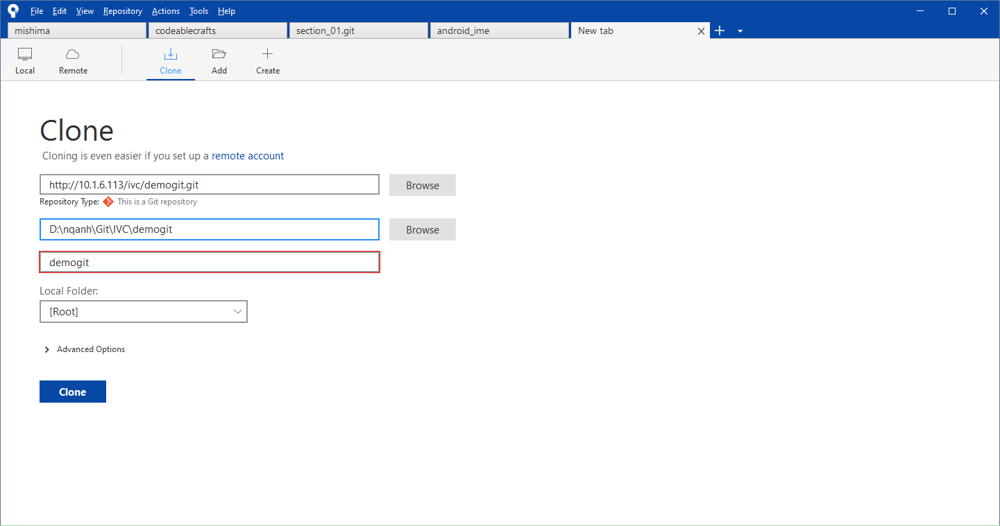 File Edit View Repository Actions Tools Help
mishima codeablecrafts section_01.git android_ime New tab
Local Remote Clone Add Create
Clone
Cloning is even easier if you set up a remote account
http://10.1.6.113/ivc/demogit.git Browse
Repository Type: This is a Git repository
D:\nqanh\Git\IVC\demogit Browse
demogit
Local Folder:
[Root]
Advanced Options
Clone